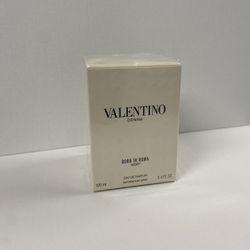 VALENTINO
DONNA
BORN IN ROMA
EAU DE PARFUM
100 ml 3.4 FL.OZ